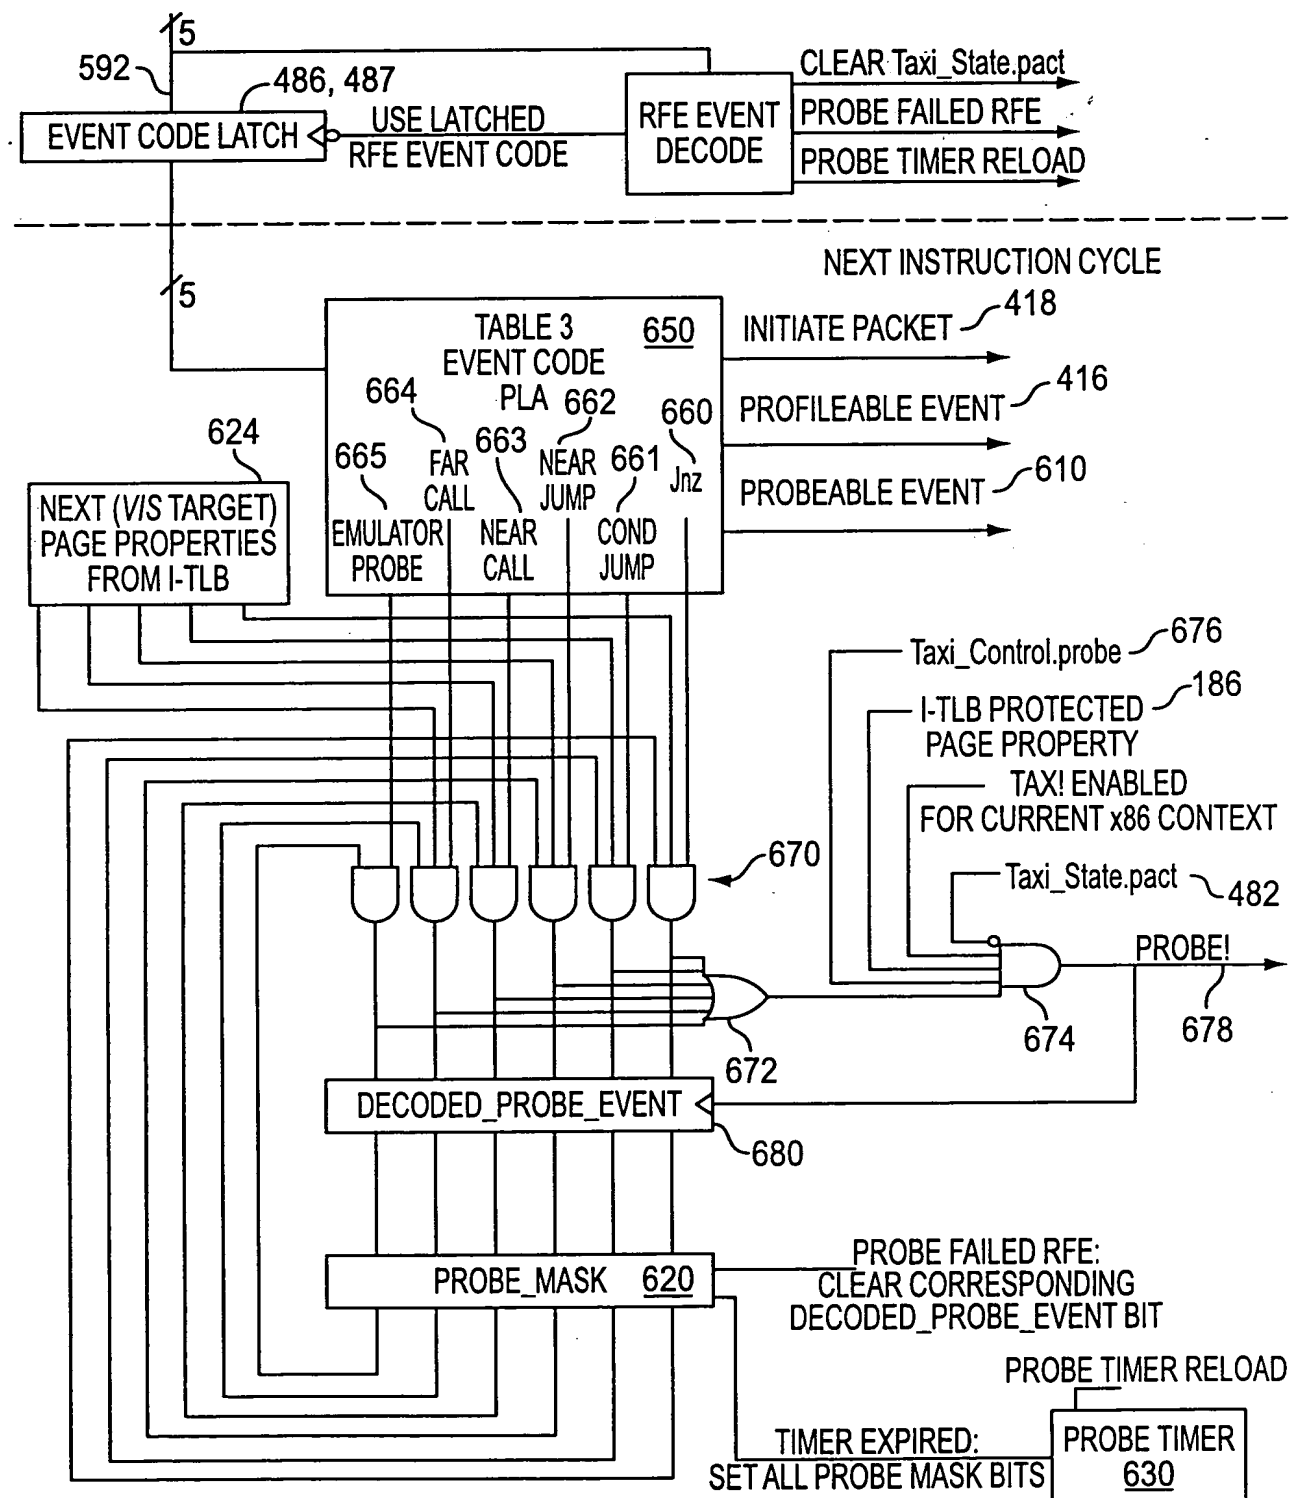 5
592
486, 487
EVENT CODE LATCH
USE LATCHED
RFE EVENT CODE
RFE EVENT
DECODE
CLEAR Taxi_State.pact
PROBE FAILED RFE
PROBE TIMER RELOAD
NEXT INSTRUCTION CYCLE
5
TABLE 3
EVENT CODE
PLA
650
INITIATE PACKET
418
PROFILEABLE EVENT
416
PROBEABLE EVENT
610
664
662
660
665
663
661
FAR
CALL
NEAR
JUMP
Jnz
EMULATOR
PROBE
NEAR
CALL
COND
JUMP
624
NEXT (V/S TARGET)
PAGE PROPERTIES
FROM I-TLB
Taxi_Control.probe
676
I-TLB PROTECTED
PAGE PROPERTY
186
TAX! ENABLED
FOR CURRENT x86 CONTEXT
Taxi_State.pact
482
670
PROBE!
672
674
678
DECODED_PROBE_EVENT
680
PROBE_MASK 620
PROBE FAILED RFE:
CLEAR CORRESPONDING
DECODED_PROBE_EVENT BIT
PROBE TIMER RELOAD
TIMER EXPIRED:
SET ALL PROBE MASK BITS
PROBE TIMER
630